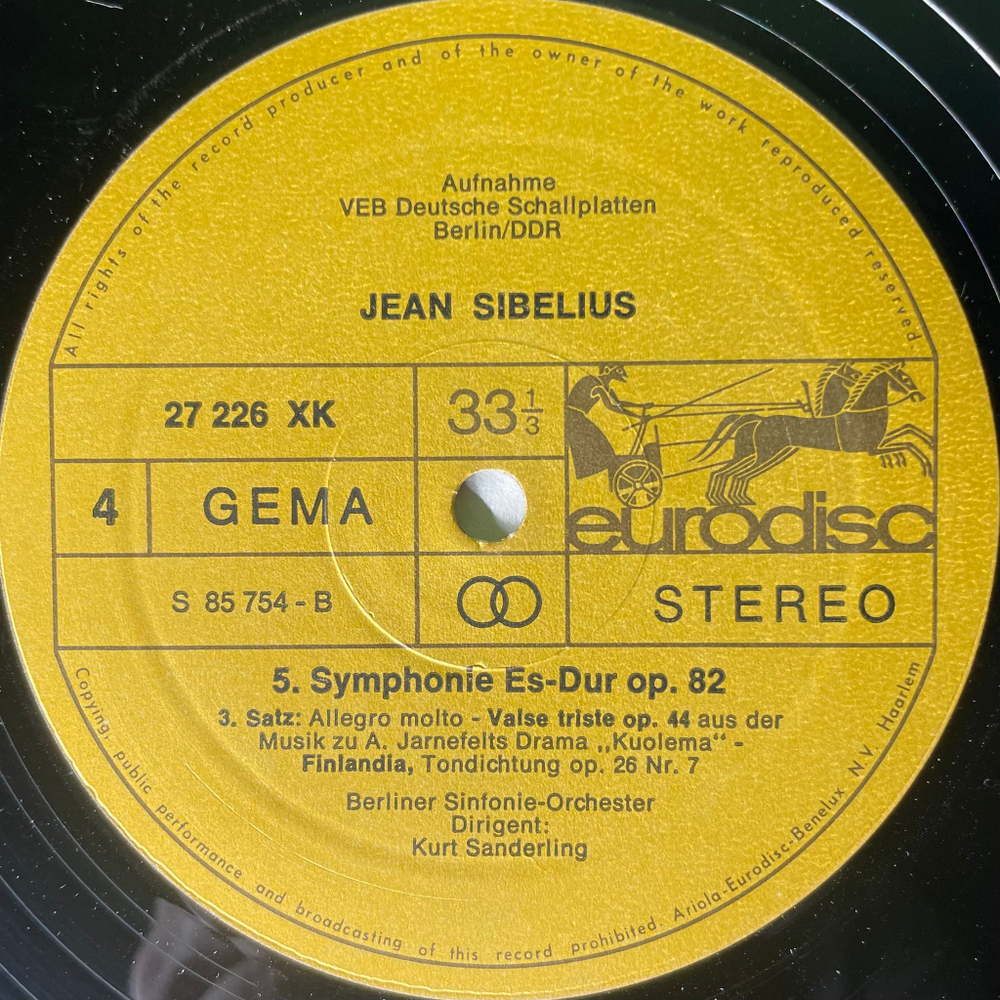 All rights of the record producer and of the owner of the work reproduced reserved
Aufnahme
VEB Deutsche Schallplatten
Berlin/DDR
JEAN SIBELIUS
27 226 XK
33 1/3
4
GEMA
eurodisc
S 85 754 - B
STEREO
5. Symphonie Es-Dur op. 82
3. Satz: Allegro molto - Valse triste op. 44 aus der
Musik zu A. Jarnefelts Drama „Kuolema“ -
Finlandia, Tondichtung op. 26 Nr. 7
Berliner Sinfonie-Orchester
Dirigent:
Kurt Sanderling
Copying, public performance and broadcasting of this record prohibited. Ariola-Eurodisc-Benelux N.V. Haarlem